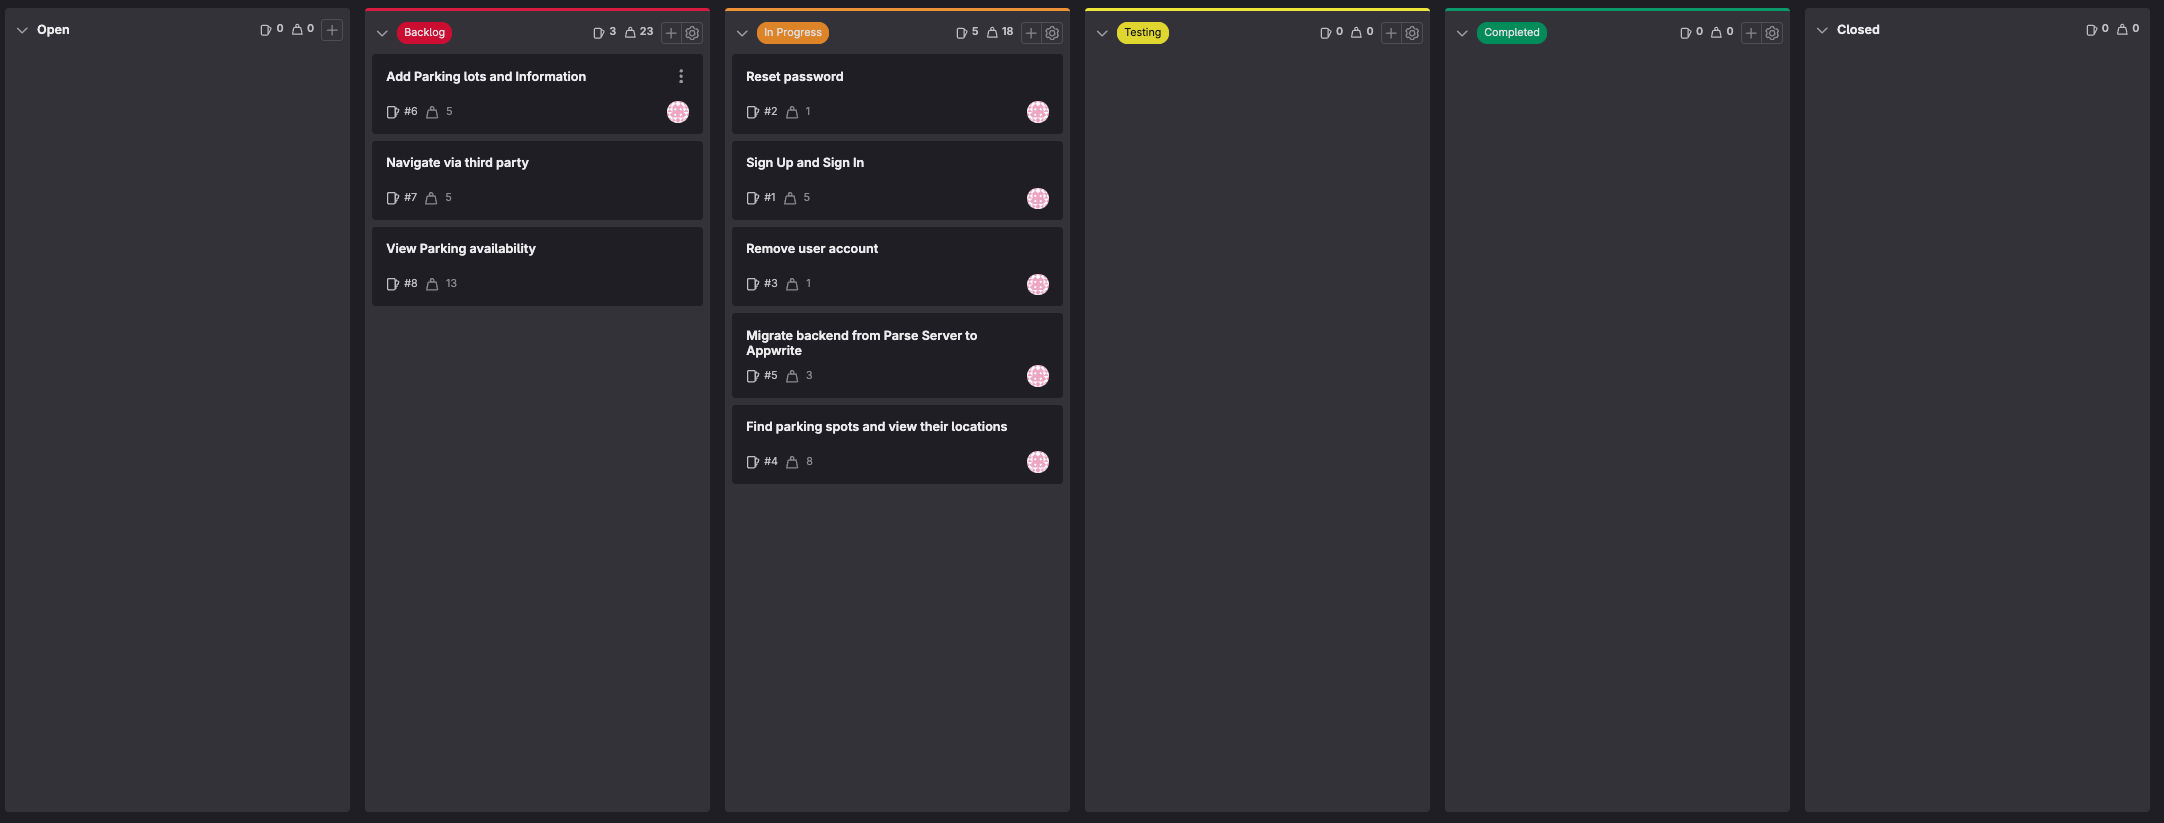 Open 0 0
Backlog 3 23
Add Parking lots and Information
#6 5
Navigate via third party
#7 5
View Parking availability
#8 13
In Progress 5 18
Reset password
#2 1
Sign Up and Sign In
#1 5
Remove user account
#3 1
Migrate backend from Parse Server to
Appwrite
#5 3
Find parking spots and view their locations
#4 8
Testing 0 0
Completed 0 0
Closed 0 0